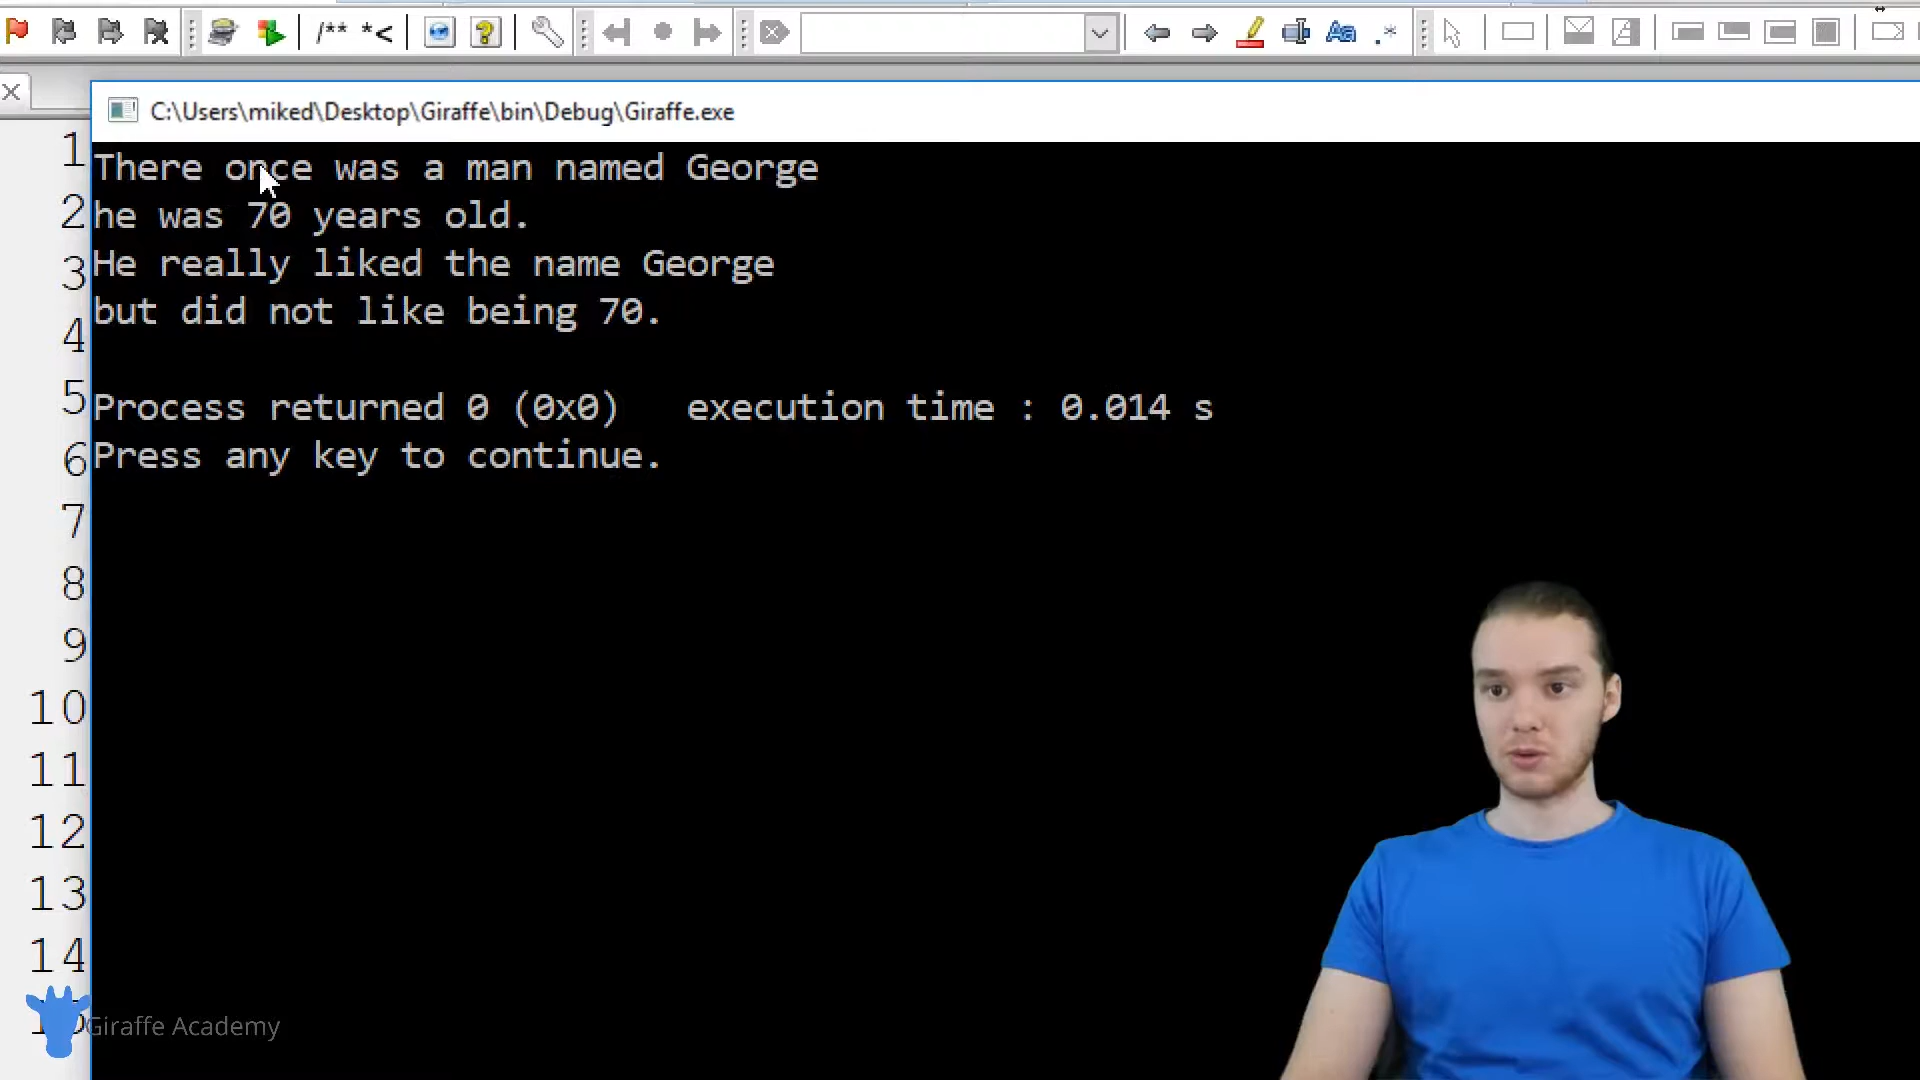 C:\Users\miked\Desktop\Giraffe\bin\Debug\Giraffe.exe
1
There once was a man named George
2
he was 70 years old.
3
He really liked the name George
4
but did not like being 70.
5
Process returned 0 (0x0)   execution time : 0.014 s
6
Press any key to continue.
7
8
9
10
11
12
13
14
Giraffe Academy